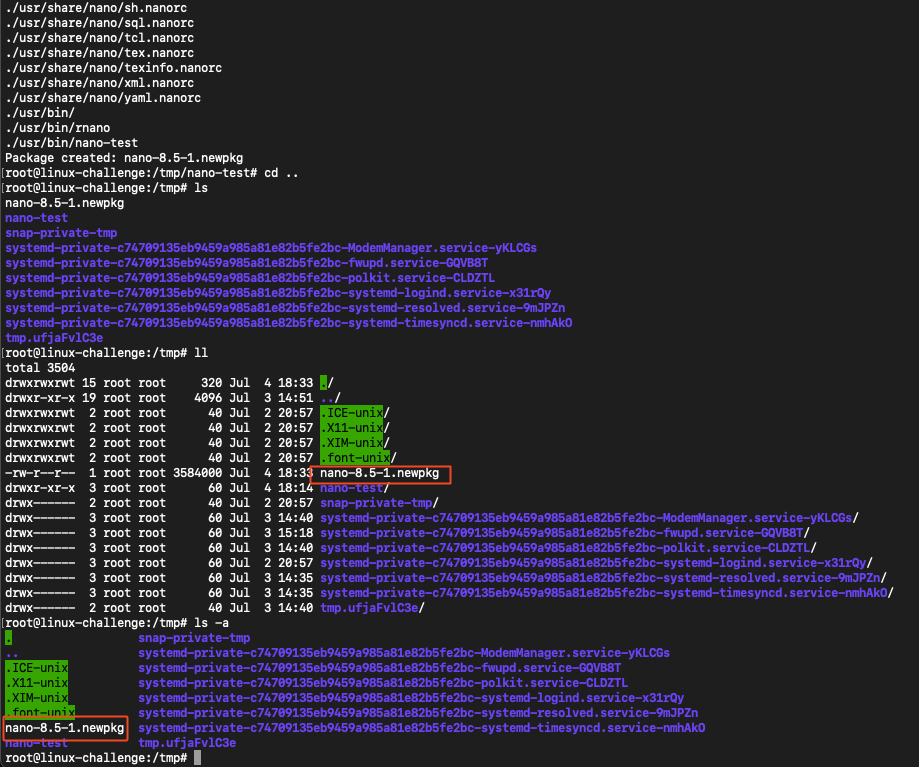 ./usr/share/nano/sh.nanorc
./usr/share/nano/sql.nanorc
./usr/share/nano/tcl.nanorc
./usr/share/nano/tex.nanorc
./usr/share/nano/texinfo.nanorc
./usr/share/nano/xml.nanorc
./usr/share/nano/yaml.nanorc
./usr/bin/
./usr/bin/rnano
./usr/bin/nano-test
Package created: nano-8.5-1.newpkg
[root@linux-challenge:/tmp/nano-test# cd ..
[root@linux-challenge:/tmp# ls
nano-8.5-1.newpkg
nano-test
snap-private-tmp
systemd-private-c74709135eb9459a985a81e82b5fe2bc-ModemManager.service-yKLCGs
systemd-private-c74709135eb9459a985a81e82b5fe2bc-fwupd.service-GQVB8T
systemd-private-c74709135eb9459a985a81e82b5fe2bc-polkit.service-CLDZTL
systemd-private-c74709135eb9459a985a81e82b5fe2bc-systemd-logind.service-x31rQy
systemd-private-c74709135eb9459a985a81e82b5fe2bc-systemd-resolved.service-9mJPZn
systemd-private-c74709135eb9459a985a81e82b5fe2bc-systemd-timesyncd.service-nmhAkO
tmp.ufjaFvlC3e
[root@linux-challenge:/tmp# ll
total 3504
drwxrwxrwt 15 root root     320 Jul  4 18:33 ./
drwxr-xr-x 19 root root    4096 Jul  3 14:51 ../
drwxrwxrwt  2 root root      40 Jul  2 20:57 .ICE-unix/
drwxrwxrwt  2 root root      40 Jul  2 20:57 .X11-unix/
drwxrwxrwt  2 root root      40 Jul  2 20:57 .XIM-unix/
drwxrwxrwt  2 root root      40 Jul  2 20:57 .font-unix/
-rw-r--r--  1 root root 3584000 Jul  4 18:33 nano-8.5-1.newpkg
drwxr-xr-x  3 root root      60 Jul  4 18:14 nano-test/
drwx------  2 root root      40 Jul  2 20:57 snap-private-tmp/
drwx------  3 root root      60 Jul  3 14:40 systemd-private-c74709135eb9459a985a81e82b5fe2bc-ModemManager.service-yKLCGs/
drwx------  3 root root      60 Jul  3 15:18 systemd-private-c74709135eb9459a985a81e82b5fe2bc-fwupd.service-GQVB8T/
drwx------  3 root root      60 Jul  3 14:40 systemd-private-c74709135eb9459a985a81e82b5fe2bc-polkit.service-CLDZTL/
drwx------  3 root root      60 Jul  2 20:57 systemd-private-c74709135eb9459a985a81e82b5fe2bc-systemd-logind.service-x31rQy/
drwx------  3 root root      60 Jul  3 14:35 systemd-private-c74709135eb9459a985a81e82b5fe2bc-systemd-resolved.service-9mJPZn/
drwx------  3 root root      60 Jul  3 14:35 systemd-private-c74709135eb9459a985a81e82b5fe2bc-systemd-timesyncd.service-nmhAkO/
drwx------  2 root root      40 Jul  3 14:40 tmp.ufjaFvlC3e/
[root@linux-challenge:/tmp# ls -a
.                  snap-private-tmp
..                 systemd-private-c74709135eb9459a985a81e82b5fe2bc-ModemManager.service-yKLCGs
.ICE-unix          systemd-private-c74709135eb9459a985a81e82b5fe2bc-fwupd.service-GQVB8T
.X11-unix          systemd-private-c74709135eb9459a985a81e82b5fe2bc-polkit.service-CLDZTL
.XIM-unix          systemd-private-c74709135eb9459a985a81e82b5fe2bc-systemd-logind.service-x31rQy
.font-unix         systemd-private-c74709135eb9459a985a81e82b5fe2bc-systemd-resolved.service-9mJPZn
nano-8.5-1.newpkg  systemd-private-c74709135eb9459a985a81e82b5fe2bc-systemd-timesyncd.service-nmhAkO
nano-test          tmp.ufjaFvlC3e
root@linux-challenge:/tmp#